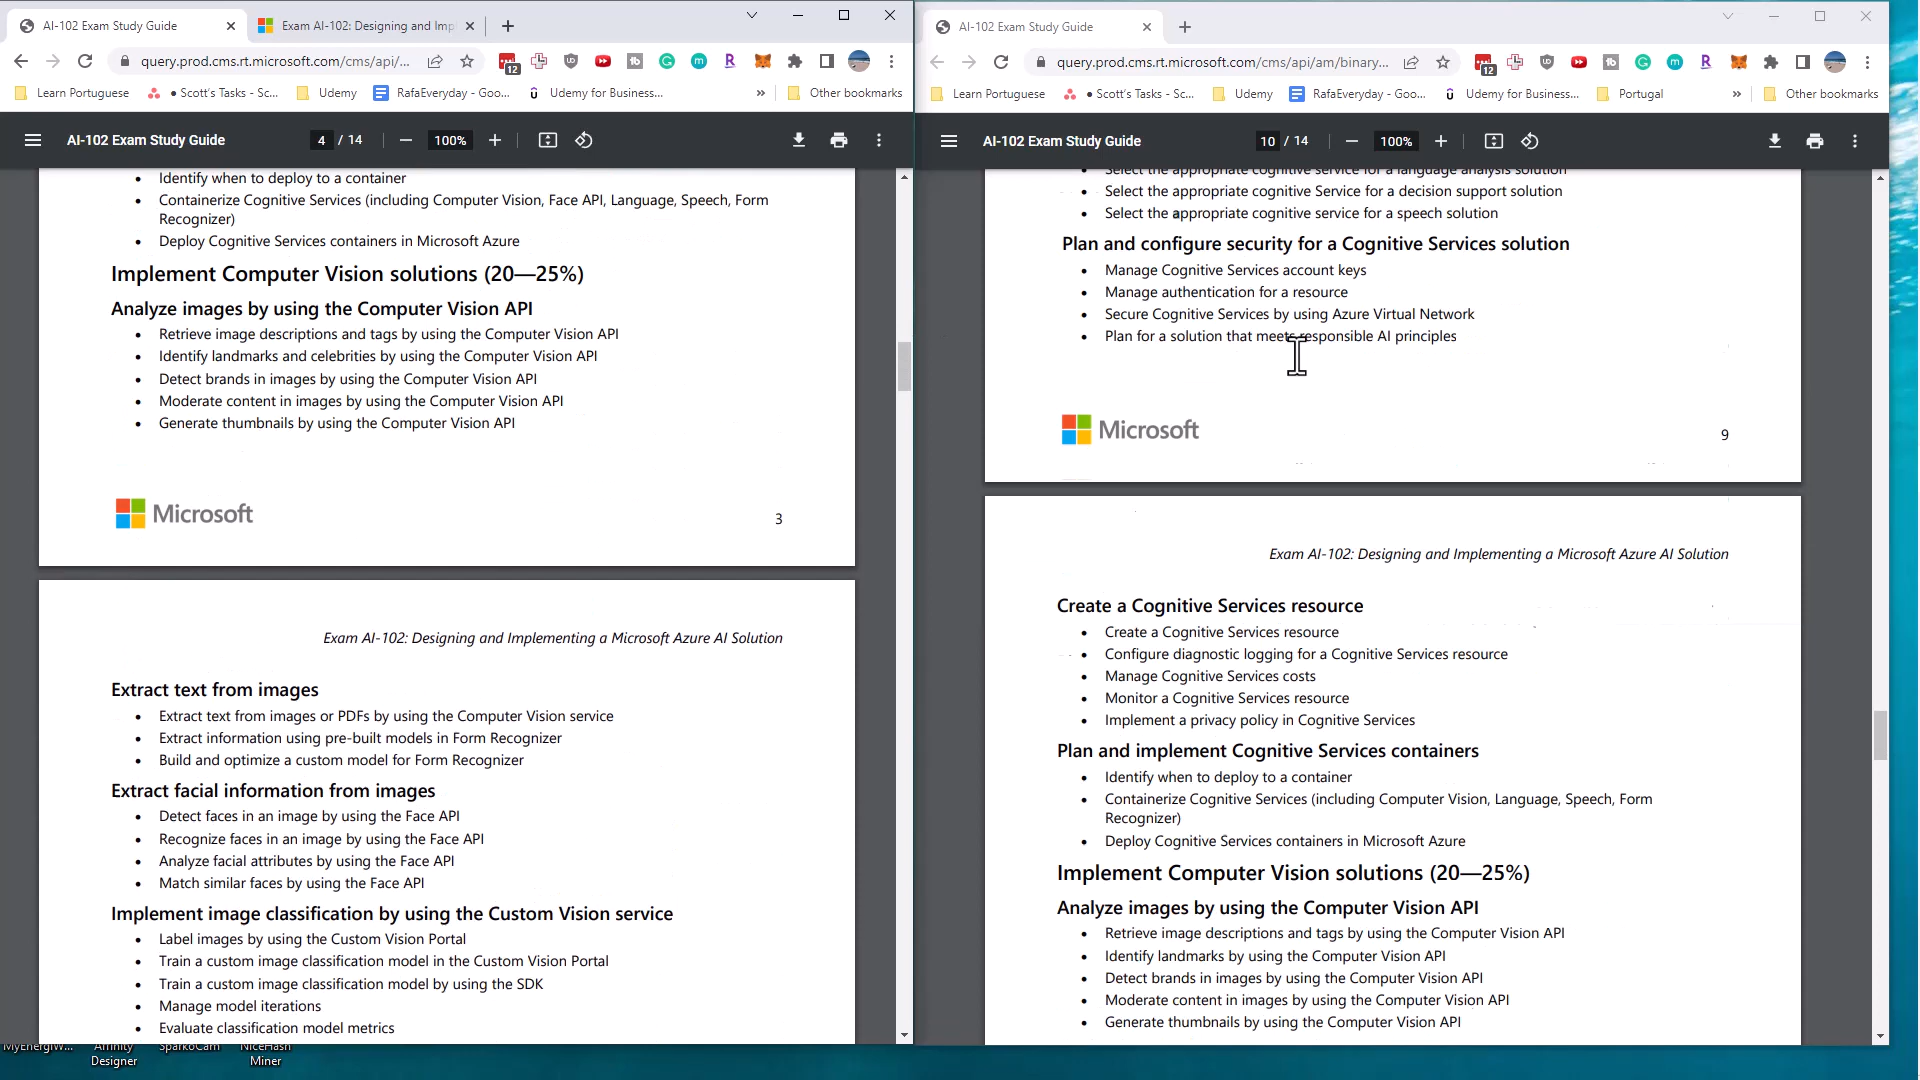 AI-102 Exam Study Guide
Exam AI-102: Designing and Imp
query.prod.cms.rt.microsoft.com/cms/api/...
12
Learn Portuguese
• Scott's Tasks - Sc...
Udemy
RafaEveryday - Goo...
Udemy for Business...
»
Other bookmarks
AI-102 Exam Study Guide
4 / 14
100%
• Identify when to deploy to a container
• Containerize Cognitive Services (including Computer Vision, Face API, Language, Speech, Form
Recognizer)
• Deploy Cognitive Services containers in Microsoft Azure
Implement Computer Vision solutions (20—25%)
Analyze images by using the Computer Vision API
• Retrieve image descriptions and tags by using the Computer Vision API
• Identify landmarks and celebrities by using the Computer Vision API
• Detect brands in images by using the Computer Vision API
• Moderate content in images by using the Computer Vision API
• Generate thumbnails by using the Computer Vision API
Microsoft
3
Exam AI-102: Designing and Implementing a Microsoft Azure AI Solution
Extract text from images
• Extract text from images or PDFs by using the Computer Vision service
• Extract information using pre-built models in Form Recognizer
• Build and optimize a custom model for Form Recognizer
Extract facial information from images
• Detect faces in an image by using the Face API
• Recognize faces in an image by using the Face API
• Analyze facial attributes by using the Face API
• Match similar faces by using the Face API
Implement image classification by using the Custom Vision service
• Label images by using the Custom Vision Portal
• Train a custom image classification model in the Custom Vision Portal
• Train a custom image classification model by using the SDK
• Manage model iterations
• Evaluate classification model metrics
MyEnergiW...
Affinity
Designer
SparkoCam
NiceHash
Miner
AI-102 Exam Study Guide
query.prod.cms.rt.microsoft.com/cms/api/am/binary...
12
Learn Portuguese
• Scott's Tasks - Sc...
Udemy
RafaEveryday - Goo...
Udemy for Business...
Portugal
»
Other bookmarks
AI-102 Exam Study Guide
10 / 14
100%
• Select the appropriate cognitive service for a language analysis solution
• Select the appropriate cognitive Service for a decision support solution
• Select the appropriate cognitive service for a speech solution
Plan and configure security for a Cognitive Services solution
• Manage Cognitive Services account keys
• Manage authentication for a resource
• Secure Cognitive Services by using Azure Virtual Network
• Plan for a solution that meets responsible AI principles
Microsoft
9
Exam AI-102: Designing and Implementing a Microsoft Azure AI Solution
Create a Cognitive Services resource
• Create a Cognitive Services resource
• Configure diagnostic logging for a Cognitive Services resource
• Manage Cognitive Services costs
• Monitor a Cognitive Services resource
• Implement a privacy policy in Cognitive Services
Plan and implement Cognitive Services containers
• Identify when to deploy to a container
• Containerize Cognitive Services (including Computer Vision, Language, Speech, Form
Recognizer)
• Deploy Cognitive Services containers in Microsoft Azure
Implement Computer Vision solutions (20—25%)
Analyze images by using the Computer Vision API
• Retrieve image descriptions and tags by using the Computer Vision API
• Identify landmarks by using the Computer Vision API
• Detect brands in images by using the Computer Vision API
• Moderate content in images by using the Computer Vision API
• Generate thumbnails by using the Computer Vision API